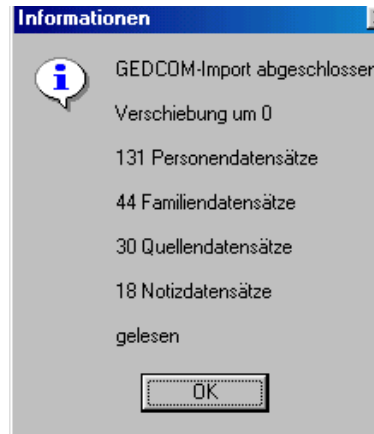 Informationen
GEDCOM-Import abgeschlossen
Verschiebung um 0
131 Personendatensätze
44 Familiendatensätze
30 Quellendatensätze
18 Notizdatensätze
gelesen
OK